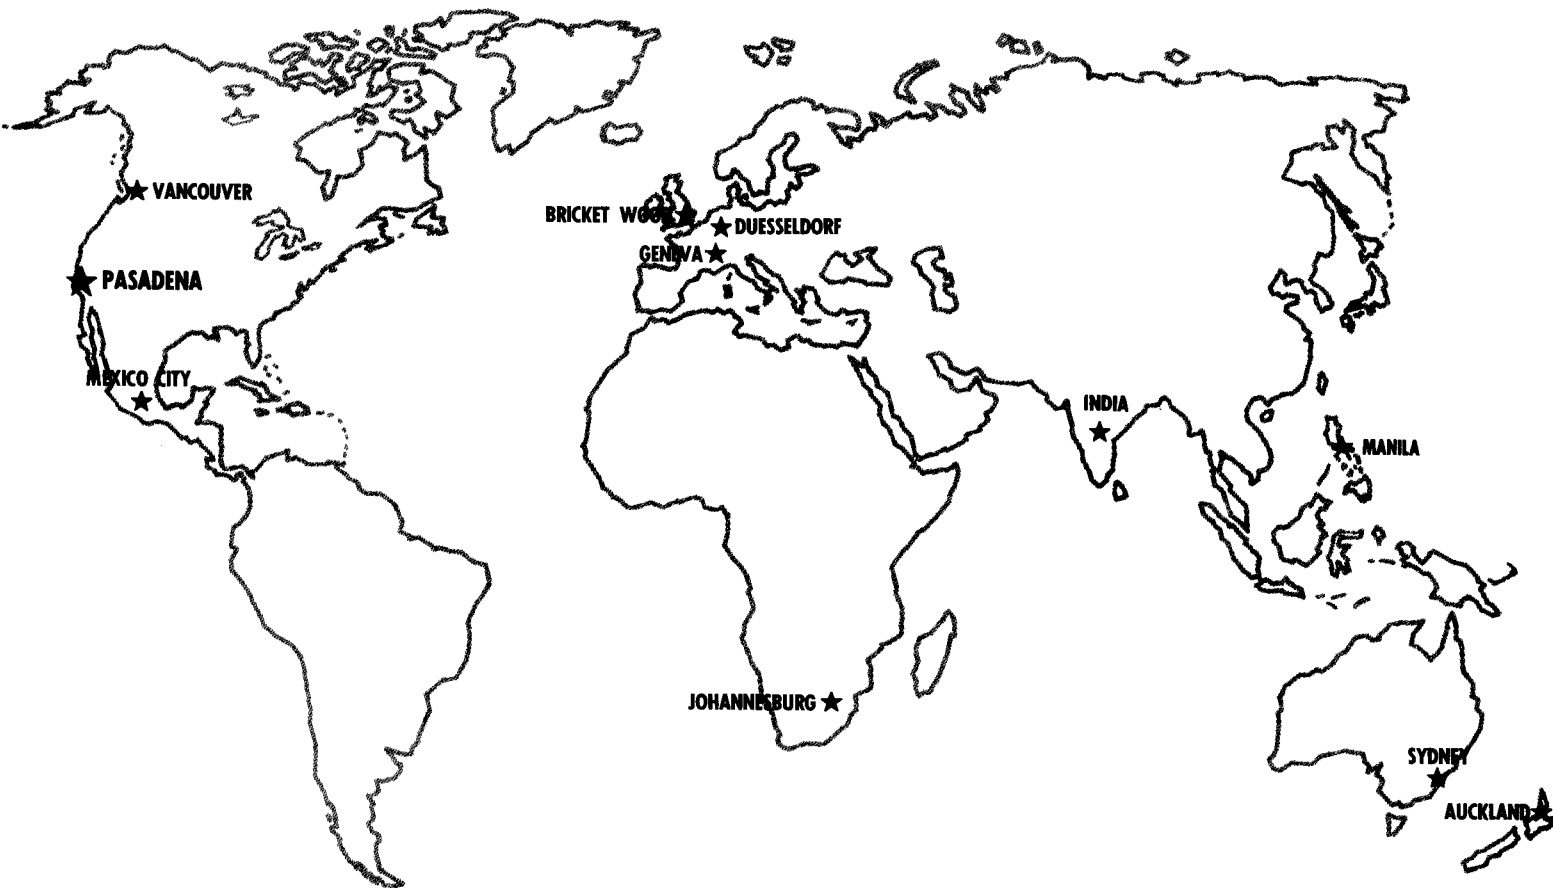 VANCOUVER
BRICKET WOOD
DUESSELDORF
GENEVA
PASADENA
MEXICO CITY
INDIA
MANILA
JOHANNESBURG
SYDNEY
AUCKLAND